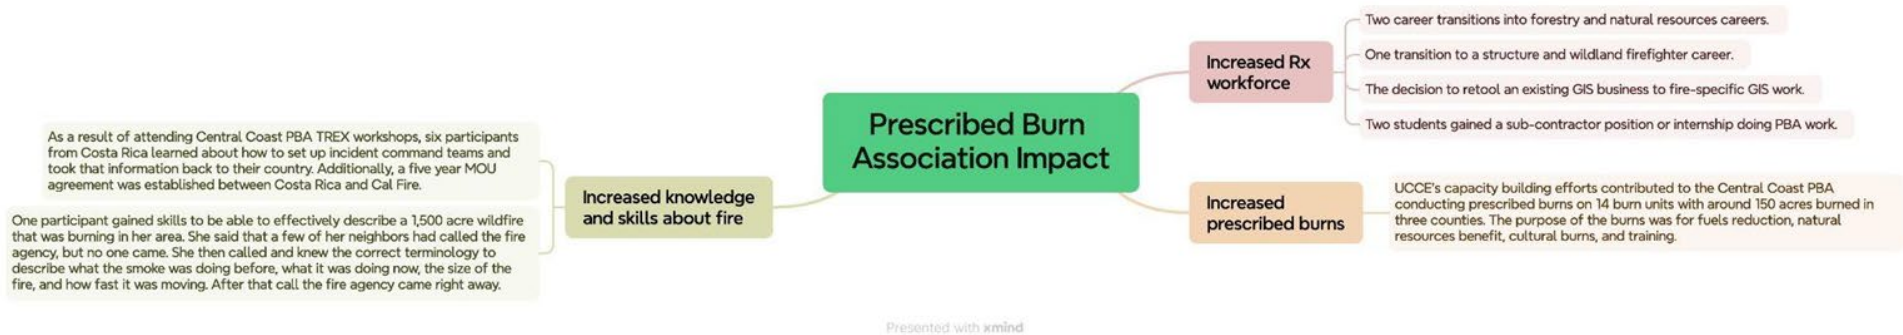 Prescribed Burn
Association Impact
Increased Rx
workforce
Two career transitions into forestry and natural resources careers.
One transition to a structure and wildland firefighter career.
The decision to retool an existing GIS business to fire-specific GIS work.
Two students gained a sub-contractor position or internship doing PBA work.
Increased
prescribed burns
UCCE's capacity building efforts contributed to the Central Coast PBA
conducting prescribed burns on 14 burn units with around 150 acres burned in
three counties. The purpose of the burns was for fuels reduction, natural
resources benefit, cultural burns, and training.
Increased knowledge
and skills about fire
As a result of attending Central Coast PBA TREX workshops, six participants
from Costa Rica learned about how to set up incident command teams and
took that information back to their country. Additionally, a five year MOU
agreement was established between Costa Rica and Cal Fire.
One participant gained skills to be able to effectively describe a 1,500 acre wildfire
that was burning in her area. She said that a few of her neighbors had called the fire
agency, but no one came. She then called and knew the correct terminology to
describe what the smoke was doing before, what it was doing now, the size of the
fire, and how fast it was moving. After that call the fire agency came right away.
Presented with xmind